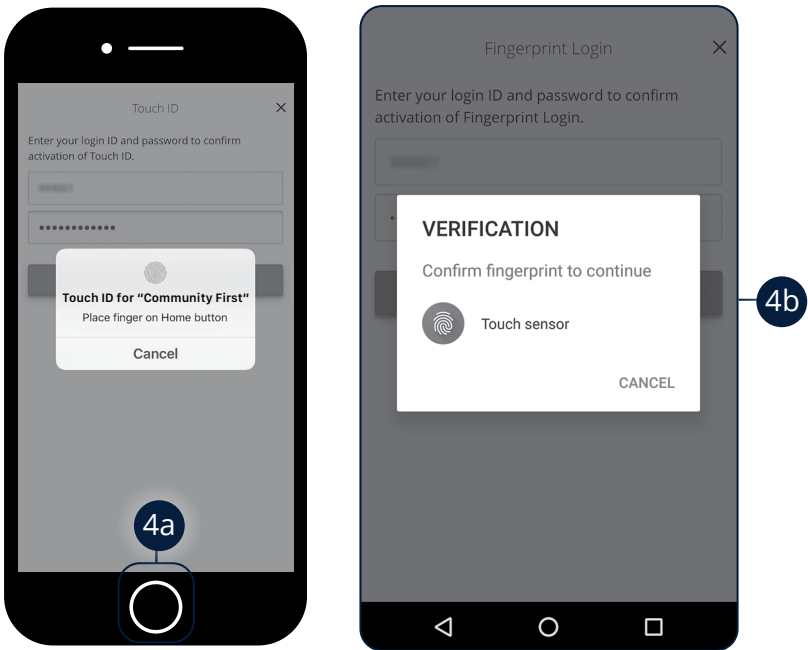 Touch ID
Enter your login ID and password to confirm
activation of Touch ID.
Touch ID for “Community First”
Place finger on Home button
Cancel
4a
Fingerprint Login
Enter your login ID and password to confirm
activation of Fingerprint Login.
VERIFICATION
Confirm fingerprint to continue
Touch sensor
CANCEL
4b